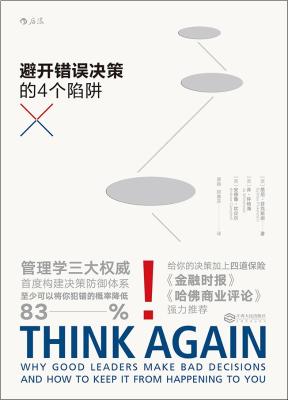 后浪
避开错误决策
的4个陷阱
管理学三大权威
首度构建决策防御体系
至少可以将你犯错的概率降低
83%
!
给你的决策加上四道保险
《金融时报》
《哈佛商业评论》
强力推荐
THINK AGAIN
WHY GOOD LEADERS MAKE BAD DECISIONS
AND HOW TO KEEP IT FROM HAPPENING TO YOU